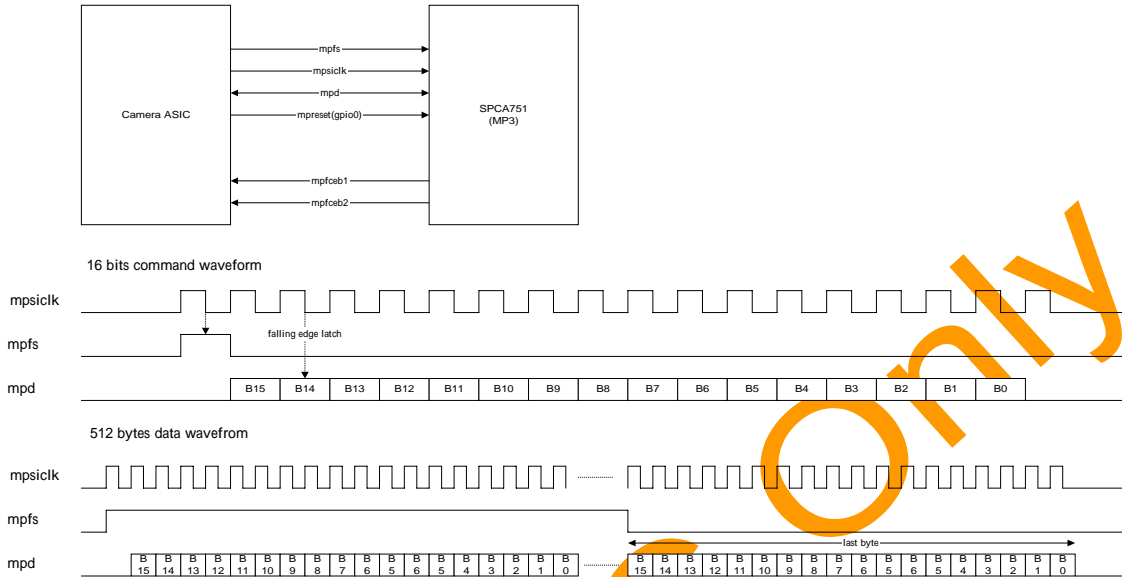 mpfs
mpsiclk
mpd
mpreset(gpio0)
mpfceb1
mpfceb2
Camera ASIC
SPCA751
(MP3)
16 bits command waveform
mpsiclk
falling edge latch
mpfs
mpd B15 B14 B13 B12 B11 B10 B9 B8 B7 B6 B5 B4 B3 B2 B1 B0
512 bytes data wavefrom
mpsiclk
mpfs
last byte
mpd
B B B B B B B B B B B B B B B B B B B B B B B B B B B B B B B B B B B B
15 14 13 12 11 10 9 8 7 6 5 6 5 4 3 2 1 0 15 14 13 12 11 10 9 8 7 6 5 6 5 4 3 2 1 0
Only